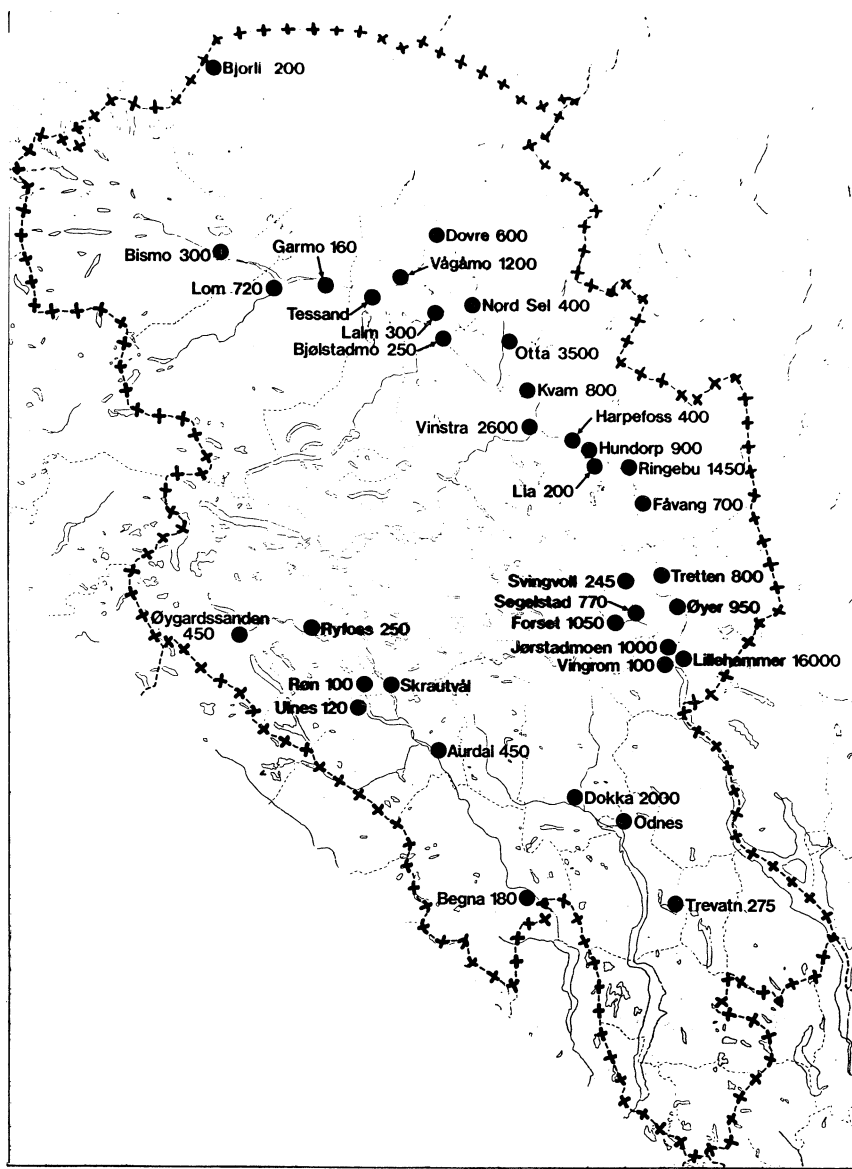 Bjorli 200
Dovre 600
Bismo 300
Garmo 160
Vågåmo 1200
Lom 720
Tessand
Nord Sel 400
Lalm 300
Bjølstadmo 250
Otta 3500
Kvam 800
Harpefoss 400
Vinstra 2600
Hundorp 900
Ringebu 1450
Lia 200
Fåvang 700
Svingvoll 245
Tretten 800
Segelstad 770
Øyer 950
Forset 1050
Øygardssanden
450
Ryfoss 250
Jørstadmoen 1000
Lillehammer 16000
Vingrom 100
Røn 100
Skrautvål
Ulnes 120
Aurdal 450
Dokka 2000
Odnes
Begna 180
Trevatn 275